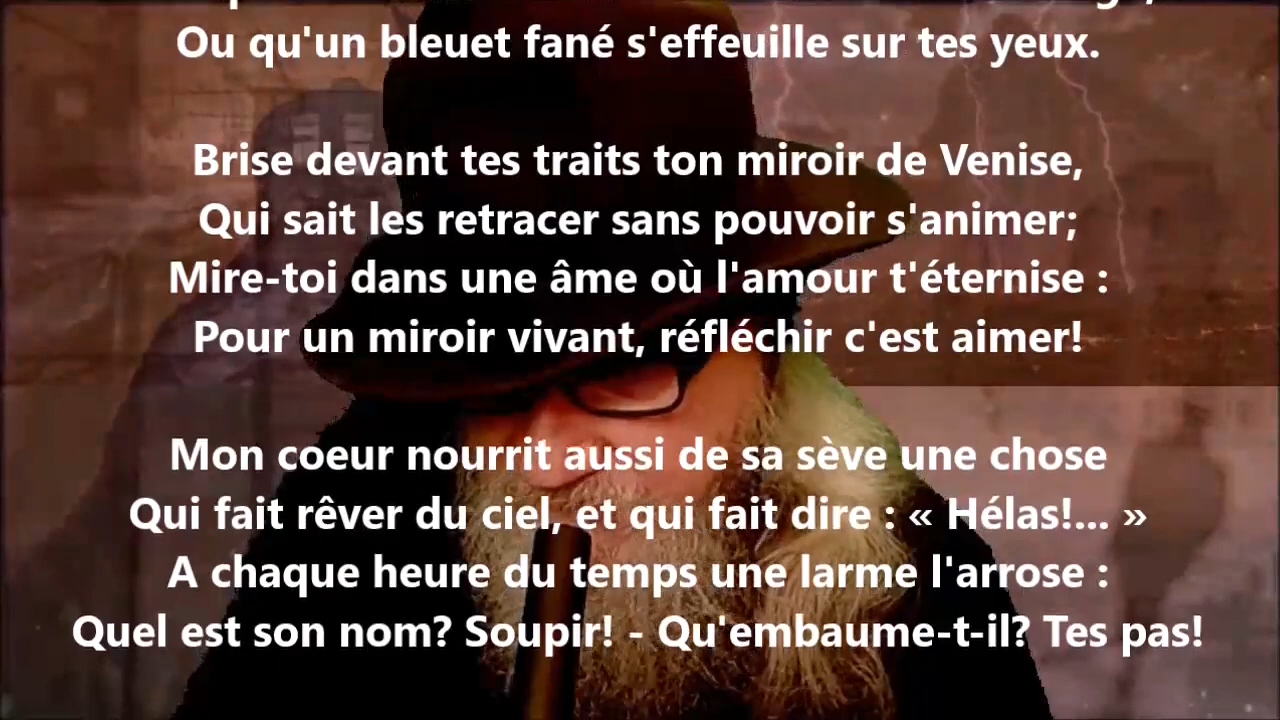 Ou qu'un bleuet fané s'effeuille sur tes yeux.
Brise devant tes traits ton miroir de Venise,
Qui sait les retracer sans pouvoir s'animer;
Mire-toi dans une âme où l'amour t'éternise :
Pour un miroir vivant, réfléchir c'est aimer!
Mon coeur nourrit aussi de sa sève une chose
Qui fait rêver du ciel, et qui fait dire : « Hélas!... »
A chaque heure du temps une larme l'arrose :
Quel est son nom? Soupir! - Qu'embaume-t-il? Tes pas!